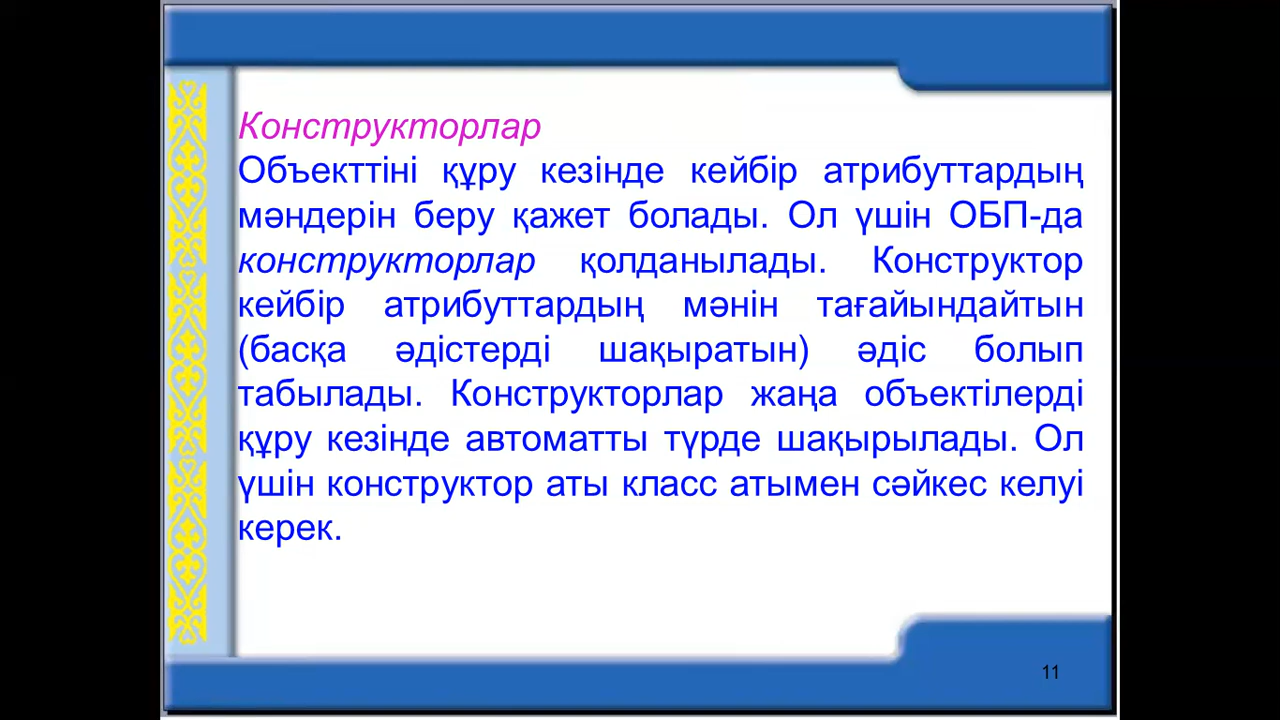 Конструкторлар
Объекттіні құру кезінде кейбір атрибуттардың
мәндерін беру қажет болады. Ол үшін ОБП-да
конструкторлар қолданылады. Конструктор
кейбір атрибуттардың мәнін тағайындайтын
(басқа әдістерді шақыратын) әдіс болып
табылады. Конструкторлар жаңа объектілерді
құру кезінде автоматты түрде шақырылады. Ол
үшін конструктор аты класс атымен сәйкес келуі
керек.
11